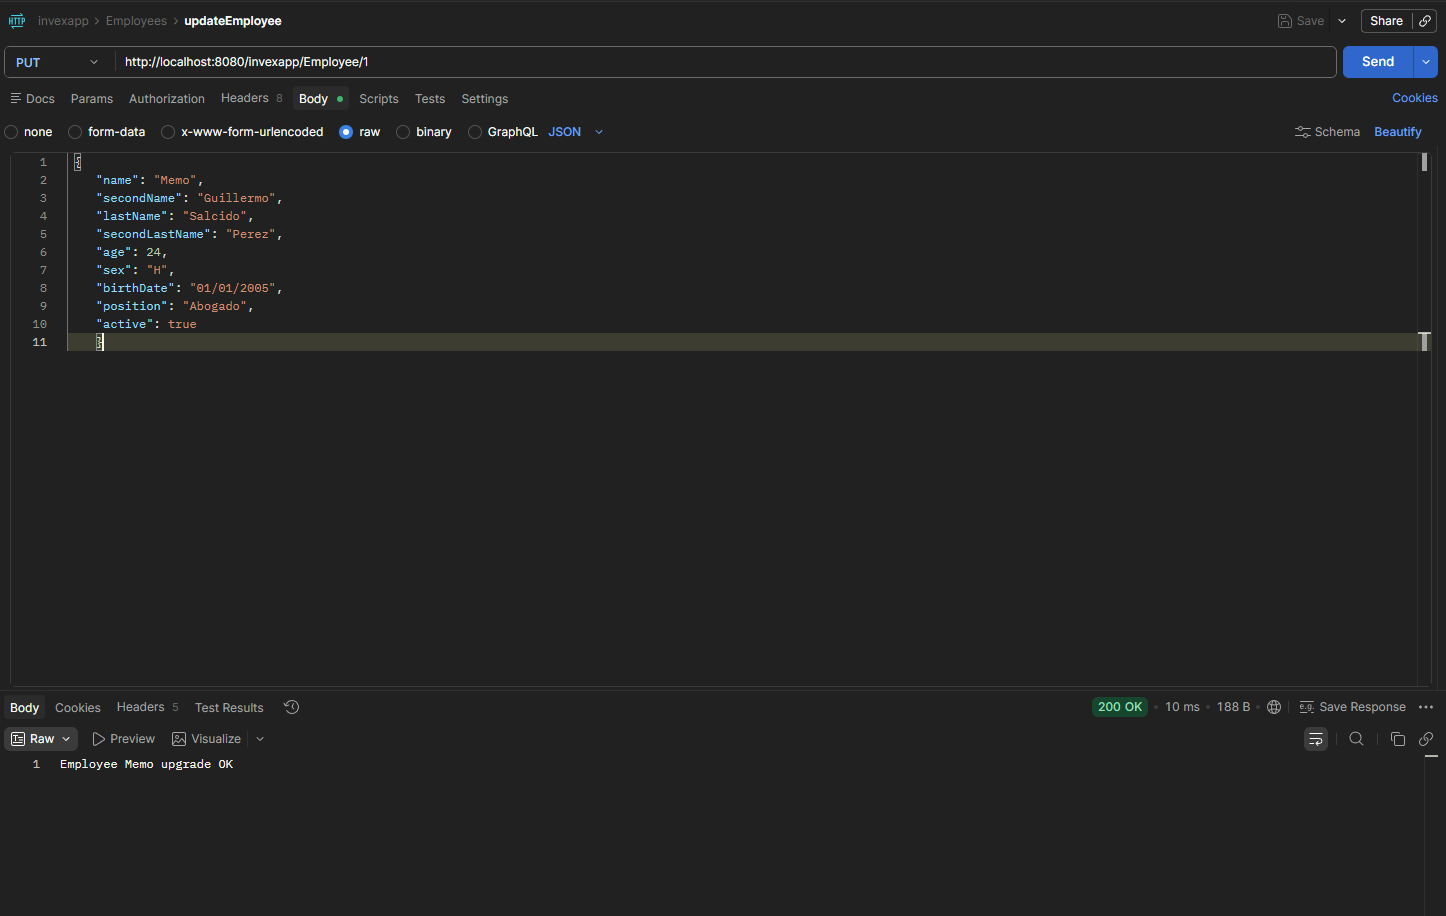 HTTP invexapp > Employees > updateEmployee Save Share
PUT http://localhost:8080/invexapp/Employee/1 Send
Docs Params Authorization Headers 8 Body Scripts Tests Settings Cookies
none form-data x-www-form-urlencoded raw binary GraphQL JSON Schema Beautify
1 {
2 "name": "Memo",
3 "secondName": "Guillermo",
4 "lastName": "Salcido",
5 "secondLastName": "Perez",
6 "age": 24,
7 "sex": "H",
8 "birthDate": "01/01/2005",
9 "position": "Abogado",
10 "active": true
11 }
Body Cookies Headers 5 Test Results 200 OK • 10 ms • 188 B • e.g. Save Response
Raw Preview Visualize
1 Employee Memo upgrade OK